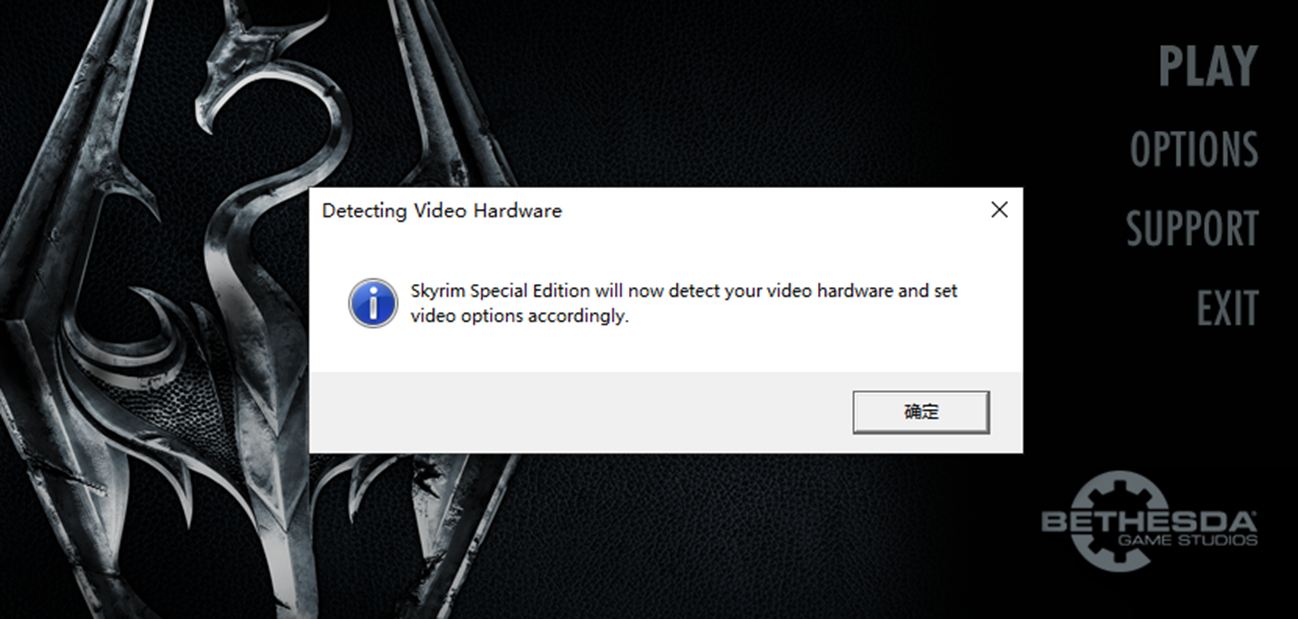 PLAY
OPTIONS
SUPPORT
EXIT
Detecting Video Hardware
Skyrim Special Edition will now detect your video hardware and set
video options accordingly.
确定
BETHESDA
GAME STUDIOS